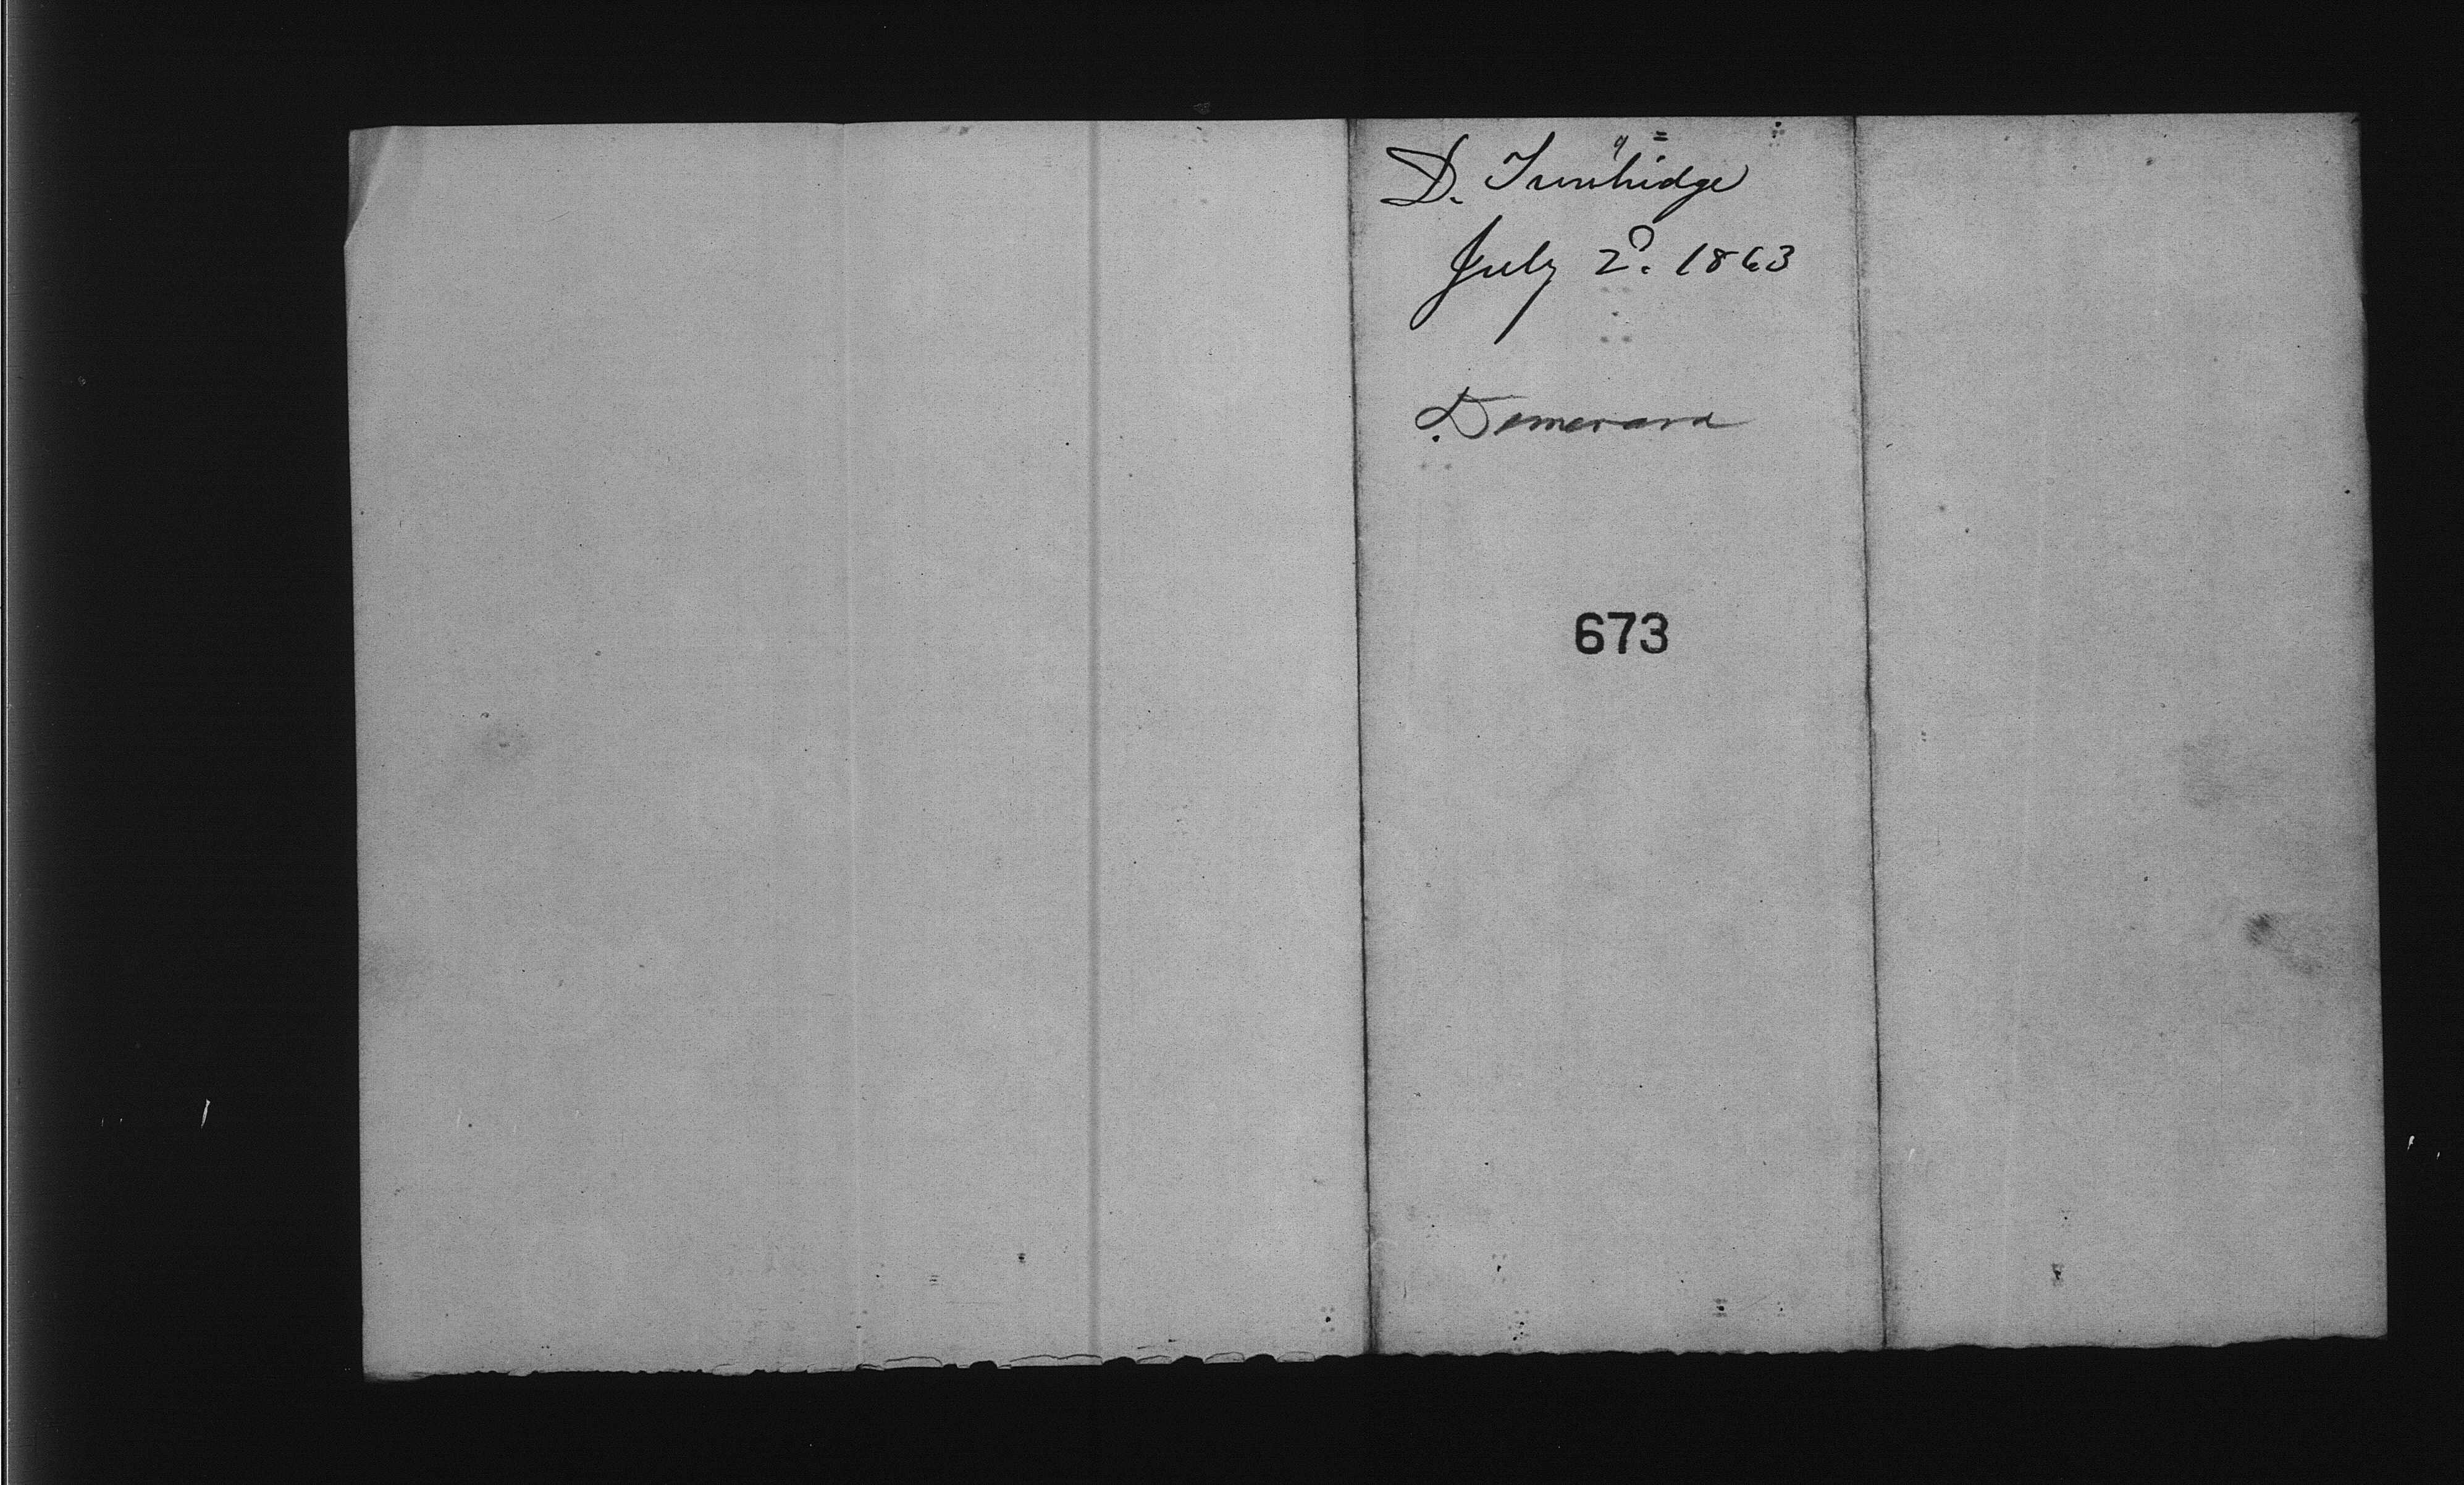 D. Trowbridge
July 2d. 1863
Demerara
673